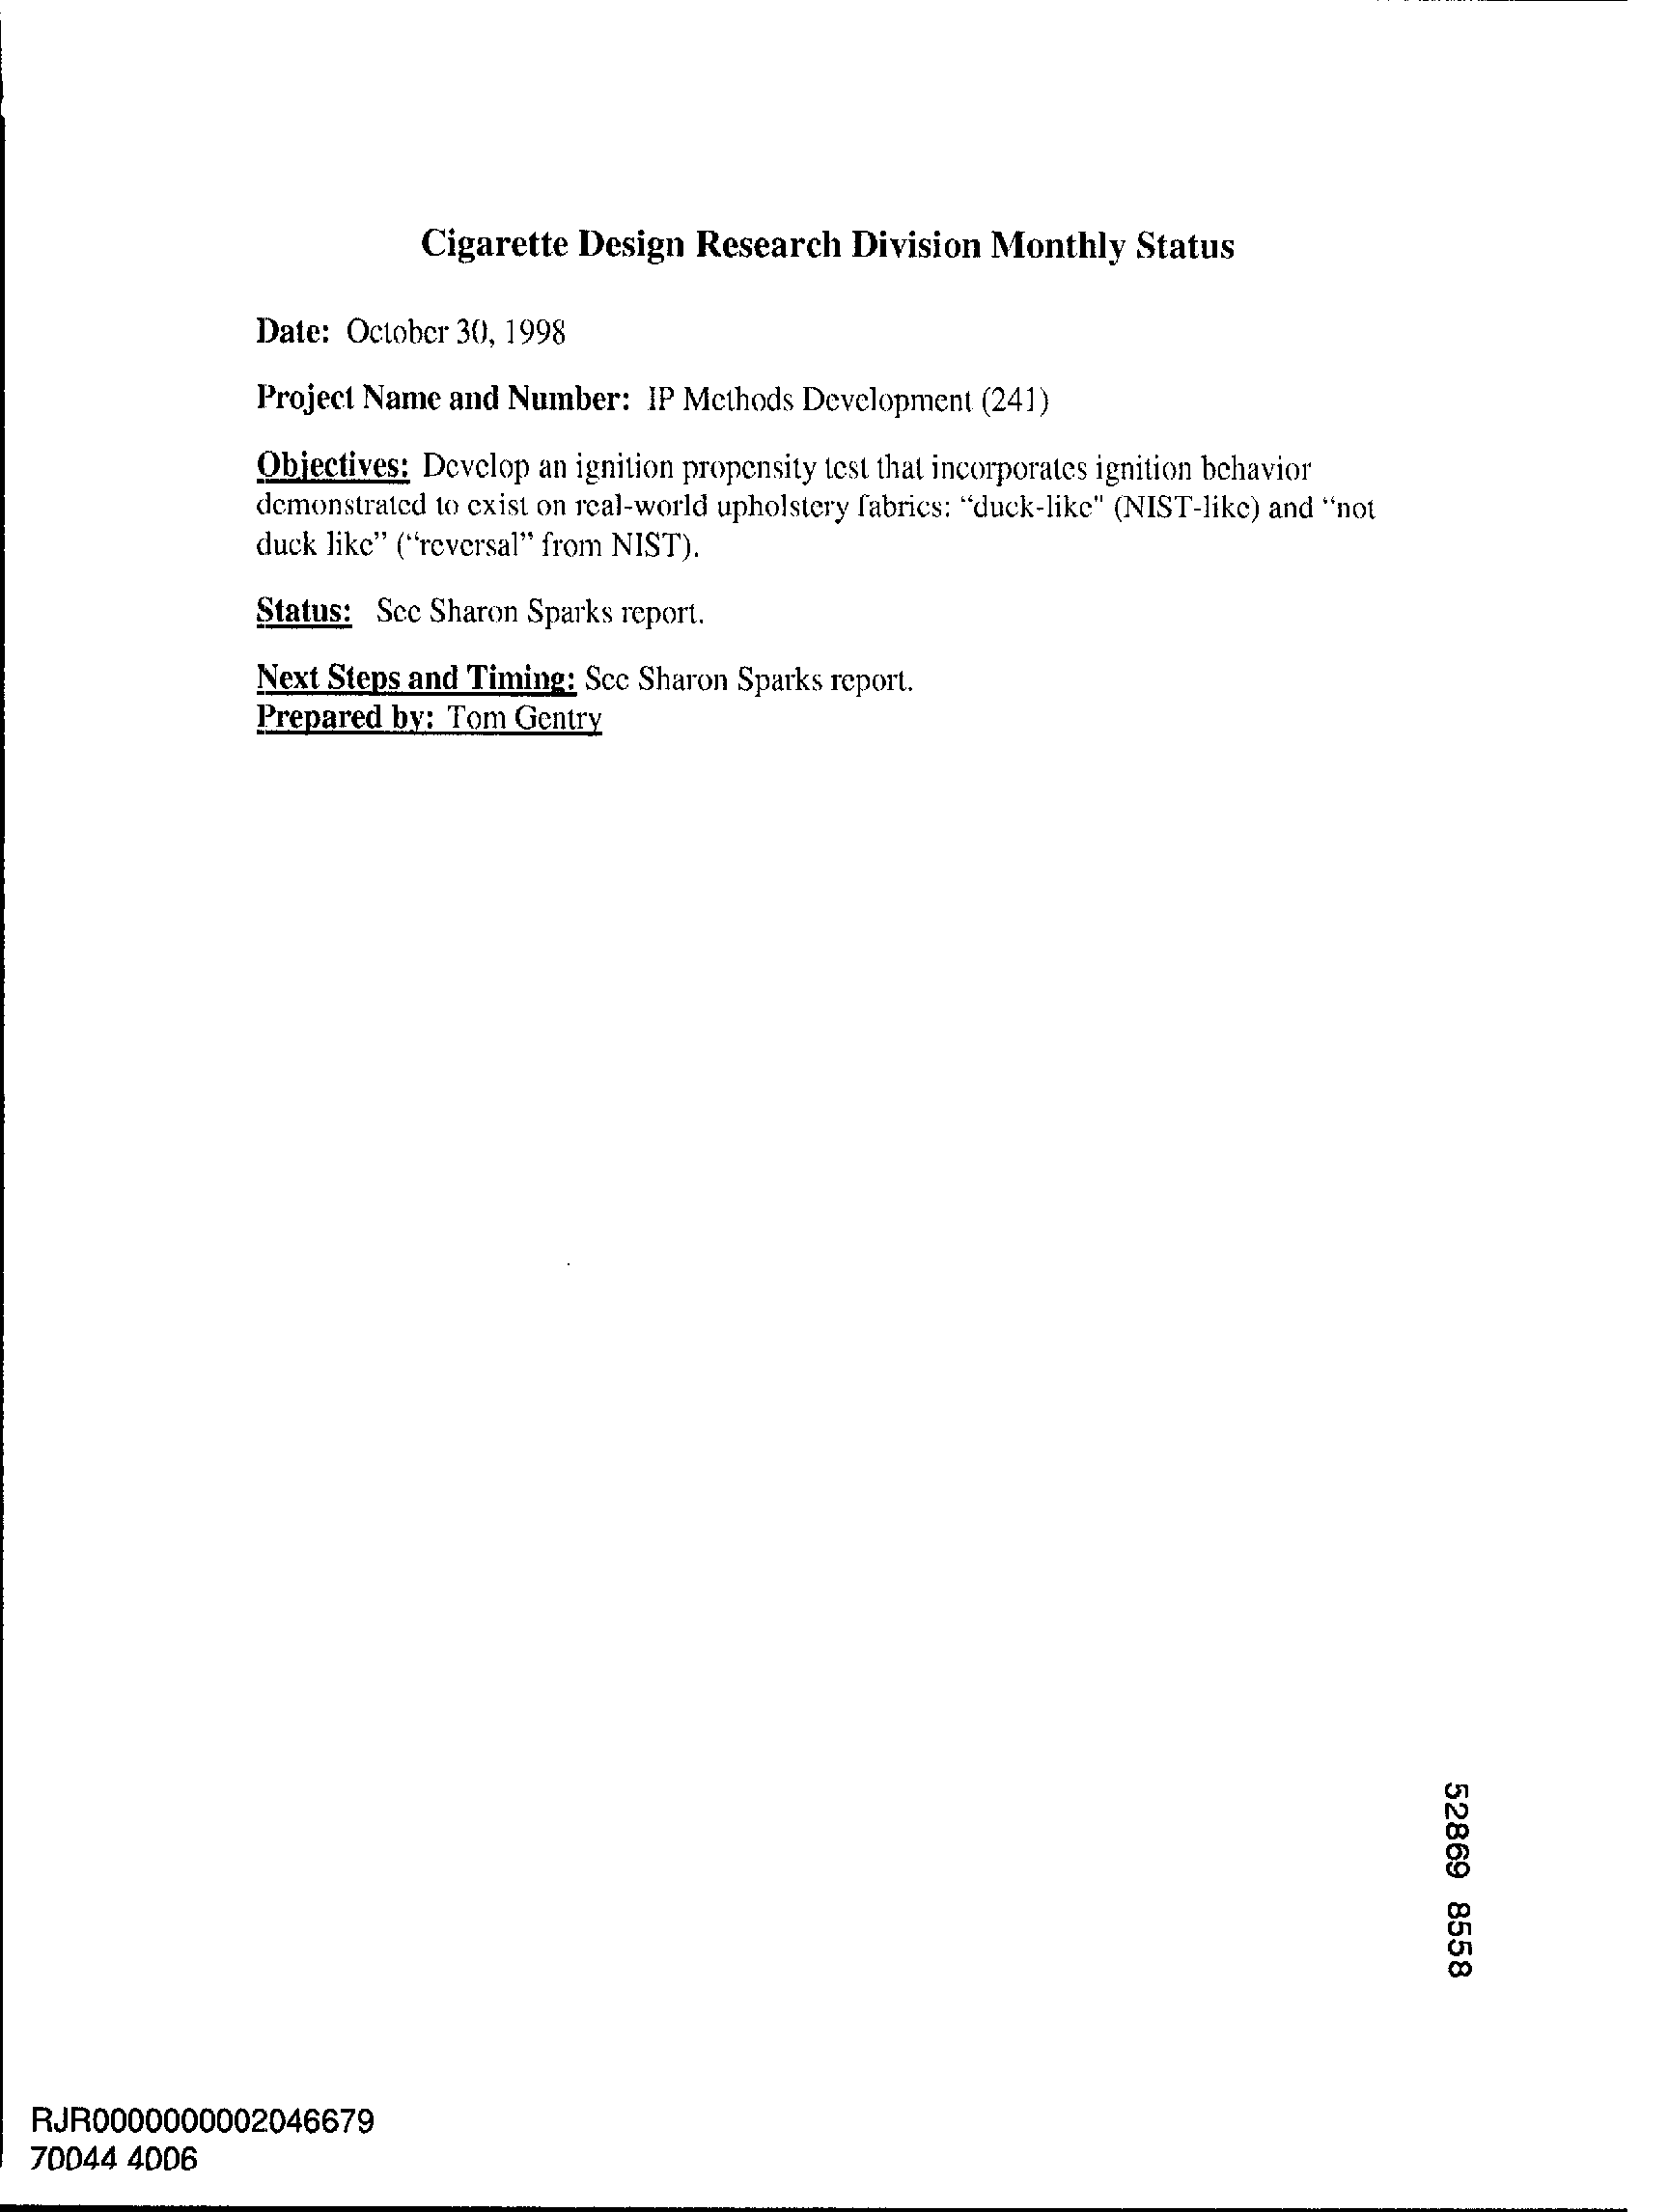 Cigarette Design Research Division Monthly Status
Date: October 30, 1998
Project Name and Number: IP Methods Development (241)
Objectives: Develop an ignition propensity test that incorporates ignition behavior
demonstrated to exist on real-world upholstery fabrics: “duck-like" (NIST-like) and “not
duck like” (“reversal” from NIST).
Status: See Sharon Sparks report.
Next Steps and Timing: See Sharon Sparks report.
Prepared by: Tom Gentry
52869 8558
RJR0000000002046679
70044 4006